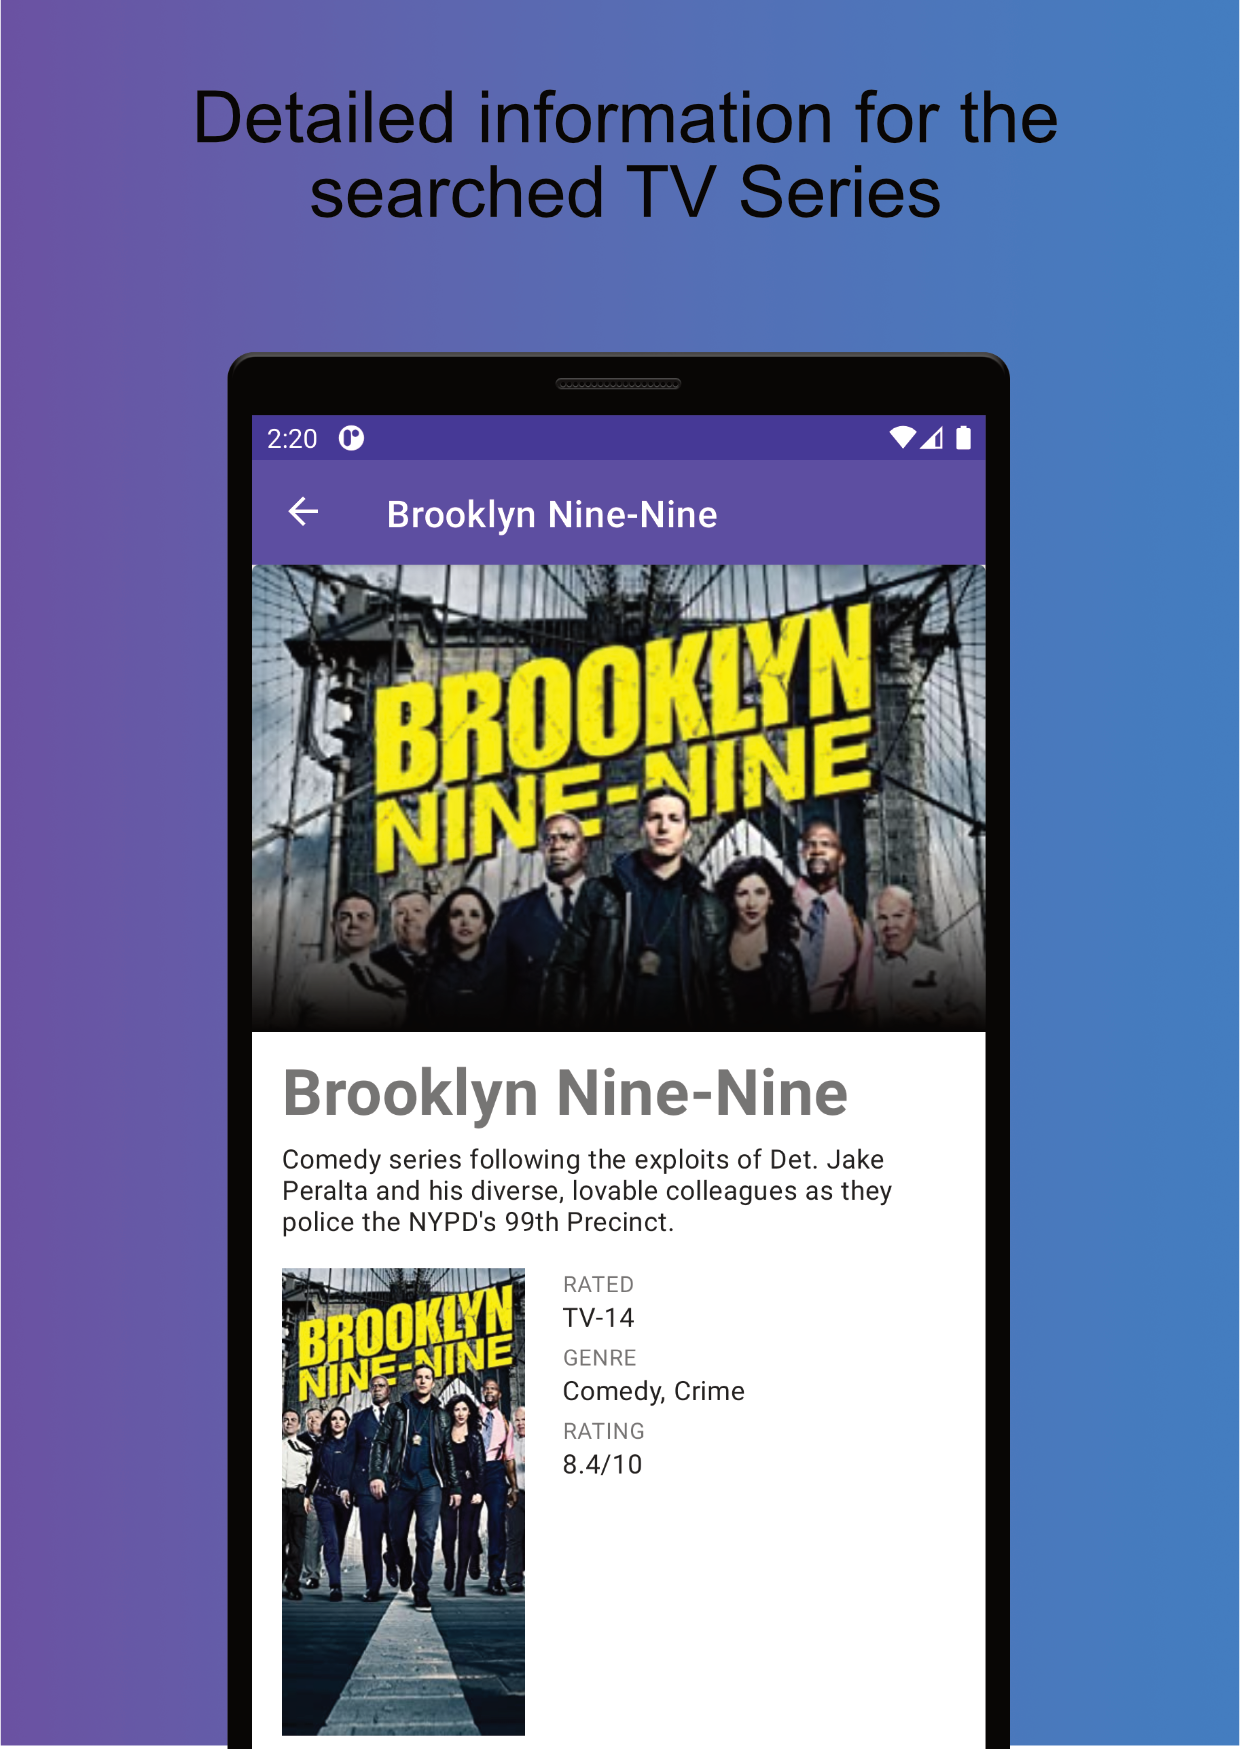 Detailed information for the
searched TV Series
2:20
Brooklyn Nine-Nine
BROOKLYN
NINE-NINE
Brooklyn Nine-Nine
Comedy series following the exploits of Det. Jake
Peralta and his diverse, lovable colleagues as they
police the NYPD's 99th Precinct.
BROOKLYN
NINE-NINE
RATED
TV-14
GENRE
Comedy, Crime
RATING
8.4/10